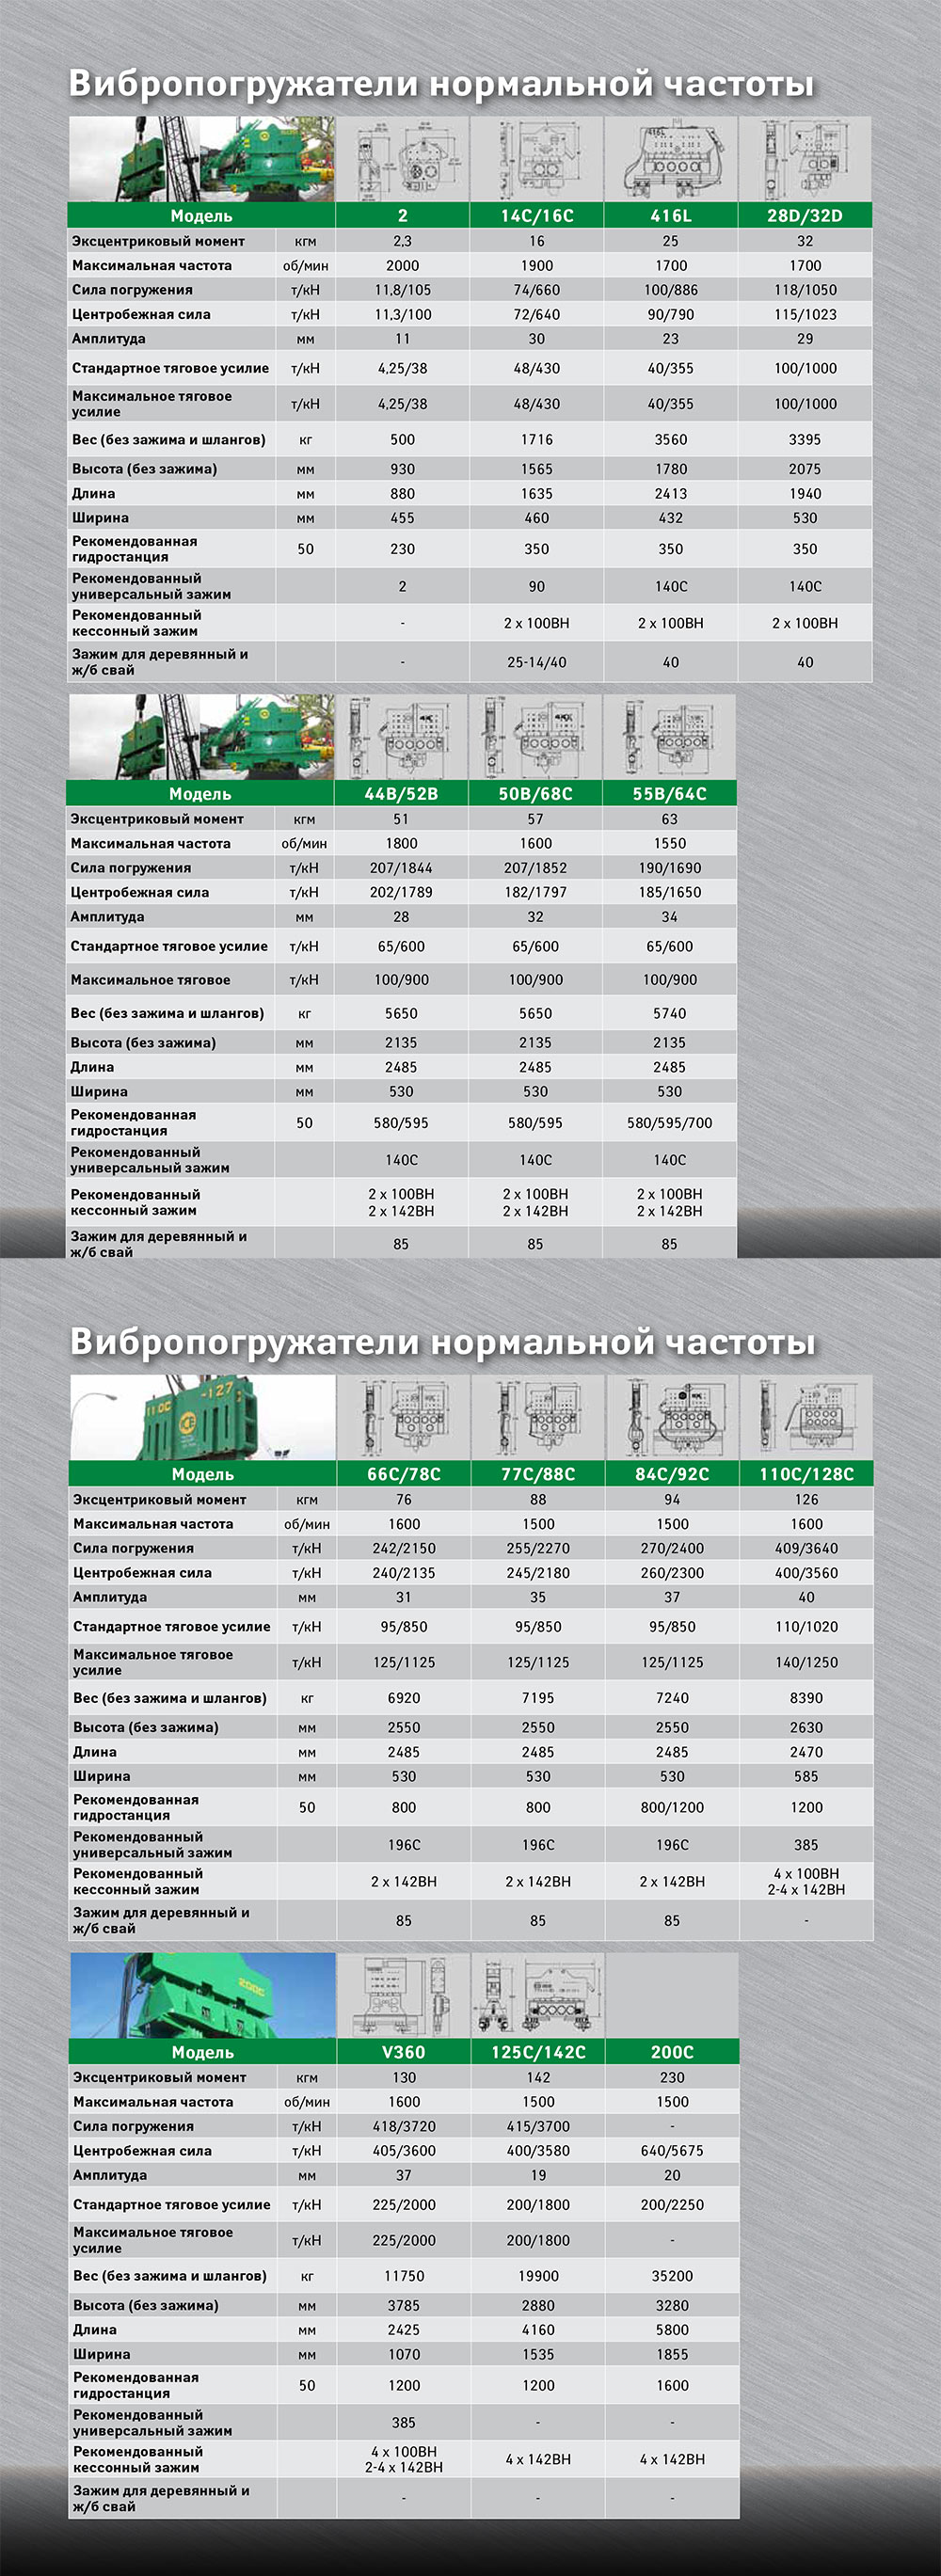 Вибропогружатели нормальной частоты
416L
Модель 2 14C/16C 416L 28D/32D
Эксцентриковый момент кгм 2,3 16 25 32
Максимальная частота об/мин 2000 1900 1700 1700
Сила погружения т/кН 11,8/105 74/660 100/886 118/1050
Центробежная сила т/кН 11,3/100 72/640 90/790 115/1023
Амплитуда мм 11 30 23 29
Стандартное тяговое усилие т/кН 4,25/38 48/430 40/355 100/1000
Максимальное тяговое
усилие т/кН 4,25/38 48/430 40/355 100/1000
Вес (без зажима и шлангов) кг 500 1716 3560 3395
Высота (без зажима) мм 930 1565 1780 2075
Длина мм 880 1635 2413 1940
Ширина мм 455 460 432 530
Рекомендованная
гидростанция 50 230 350 350 350
Рекомендованный
универсальный зажим 2 90 140C 140C
Рекомендованный
кессонный зажим - 2 x 100BH 2 x 100BH 2 x 100BH
Зажим для деревянный и
ж/б свай - 25-14/40 40 40
Модель 44B/52B 50B/68C 55B/64C
Эксцентриковый момент кгм 51 57 63
Максимальная частота об/мин 1800 1600 1550
Сила погружения т/кН 207/1844 207/1852 190/1690
Центробежная сила т/кН 202/1789 182/1797 185/1650
Амплитуда мм 28 32 34
Стандартное тяговое усилие т/кН 65/600 65/600 65/600
Максимальное тяговое т/кН 100/900 100/900 100/900
Вес (без зажима и шлангов) кг 5650 5650 5740
Высота (без зажима) мм 2135 2135 2135
Длина мм 2485 2485 2485
Ширина мм 530 530 530
Рекомендованная
гидростанция 50 580/595 580/595 580/595/700
Рекомендованный
универсальный зажим 140C 140C 140C
Рекомендованный 2 x 100BH 2 x 100BH 2 x 100BH
кессонный зажим 2 x 142BH 2 x 142BH 2 x 142BH
Зажим для деревянный и
ж/б свай 85 85 85
Вибропогружатели нормальной частоты
110C -127
Модель 66C/78C 77C/88C 84C/92C 110C/128C
Эксцентриковый момент кгм 76 88 94 126
Максимальная частота об/мин 1600 1500 1500 1600
Сила погружения т/кН 242/2150 255/2270 270/2400 409/3640
Центробежная сила т/кН 240/2135 245/2180 260/2300 400/3560
Амплитуда мм 31 35 37 40
Стандартное тяговое усилие т/кН 95/850 95/850 95/850 110/1020
Максимальное тяговое
усилие т/кН 125/1125 125/1125 125/1125 140/1250
Вес (без зажима и шлангов) кг 6920 7195 7240 8390
Высота (без зажима) мм 2550 2550 2550 2630
Длина мм 2485 2485 2485 2470
Ширина мм 530 530 530 585
Рекомендованная
гидростанция 50 800 800 800/1200 1200
Рекомендованный
универсальный зажим 196C 196C 196C 385
Рекомендованный 4 x 100BH
кессонный зажим 2 x 142BH 2 x 142BH 2 x 142BH 2-4 x 142BH
Зажим для деревянный и
ж/б свай 85 85 85 -
200C
Модель V360 125C/142C 200C
Эксцентриковый момент кгм 130 142 230
Максимальная частота об/мин 1600 1500 1500
Сила погружения т/кН 418/3720 415/3700 -
Центробежная сила т/кН 405/3600 400/3580 640/5675
Амплитуда мм 37 19 20
Стандартное тяговое усилие т/кН 225/2000 200/1800 200/2250
Максимальное тяговое
усилие т/кН 225/2000 200/1800 -
Вес (без зажима и шлангов) кг 11750 19900 35200
Высота (без зажима) мм 3785 2880 3280
Длина мм 2425 4160 5800
Ширина мм 1070 1535 1855
Рекомендованная
гидростанция 50 1200 1200 1600
Рекомендованный
универсальный зажим 385 - -
Рекомендованный 4 x 100BH
кессонный зажим 2-4 x 142BH 4 x 142BH 4 x 142BH
Зажим для деревянный и
ж/б свай - - -